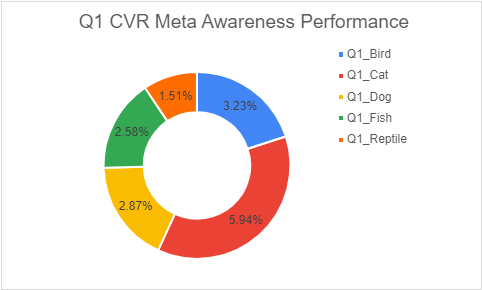 Q1 CVR Meta Awareness Performance
Q1_Bird
Q1_Cat
Q1_Dog
Q1_Fish
Q1_Reptile
3.23%
5.94%
2.87%
2.58%
1.51%